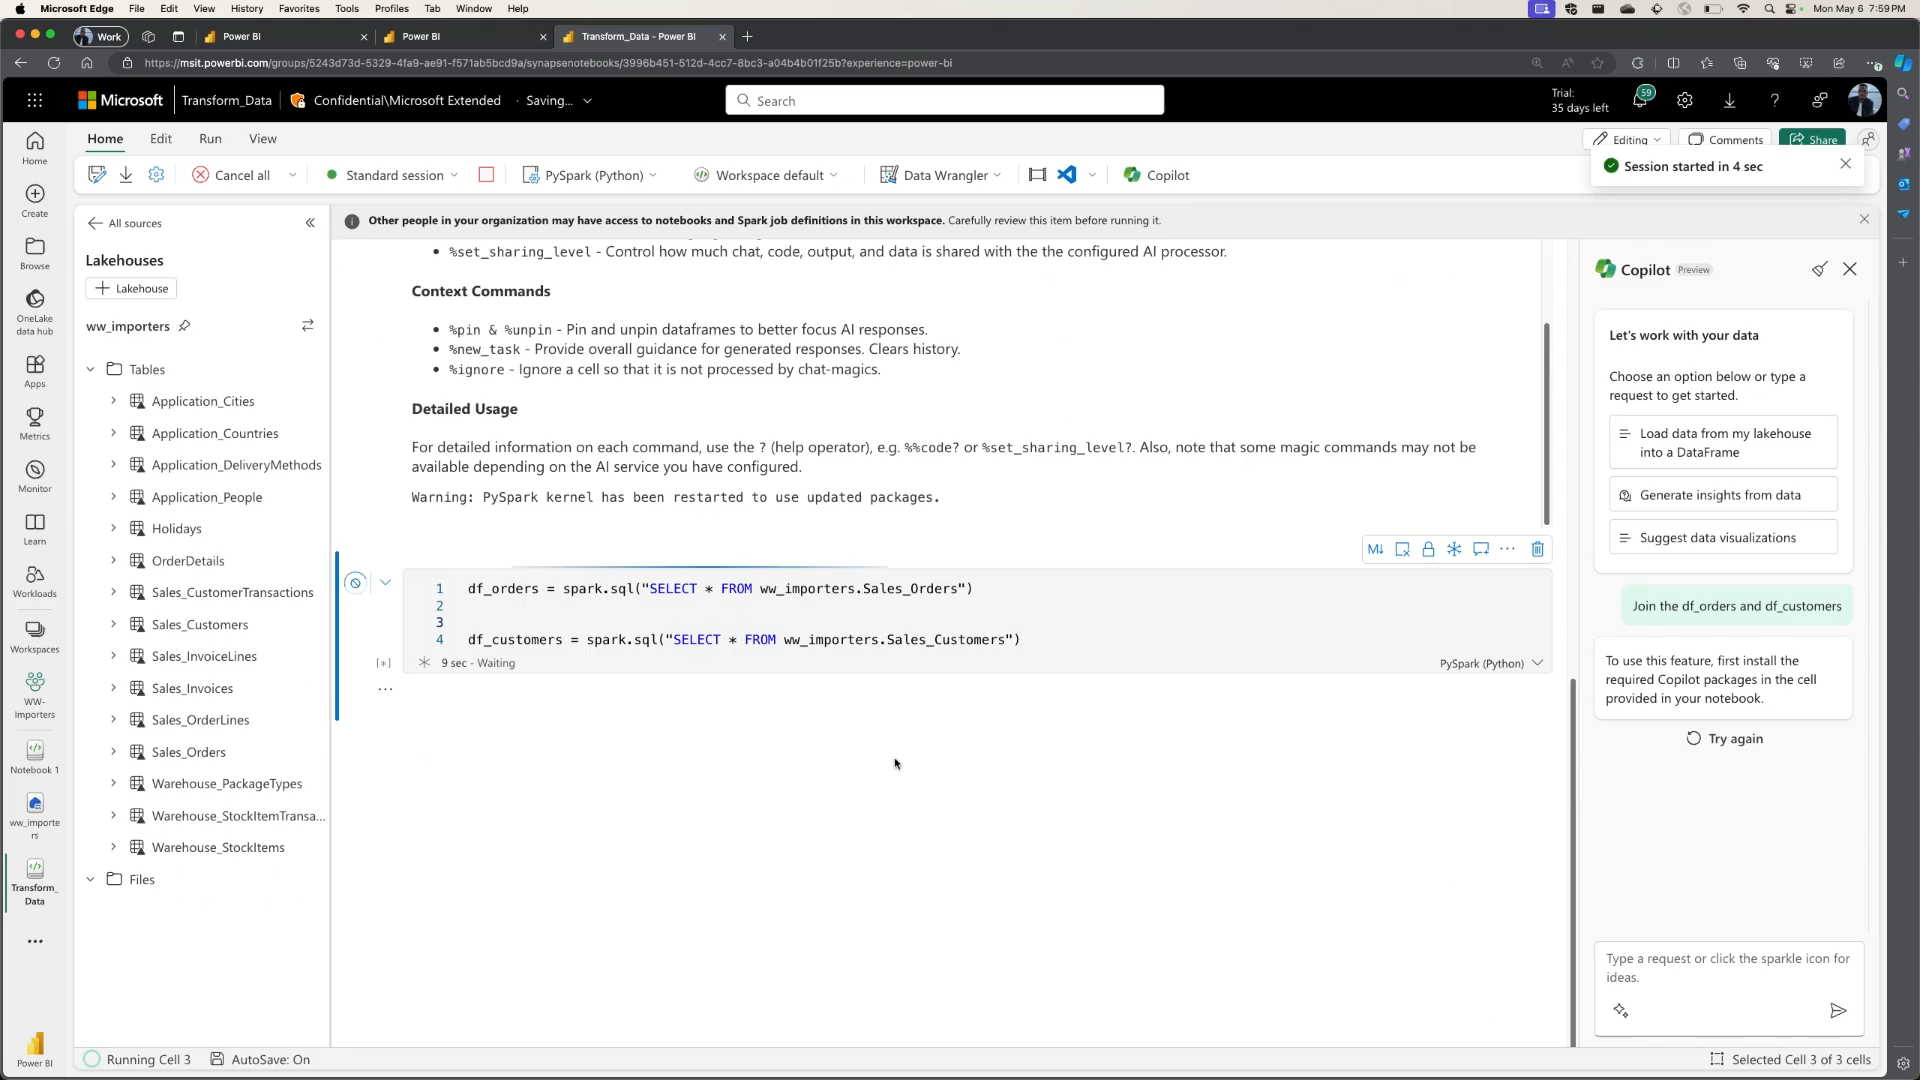 Microsoft Edge File Edit View History Favorites Tools Profiles Tab Window Help Mon May 6 7:59 PM
Work Power BI Power BI Transform_Data - Power BI
https://msit.powerbi.com/groups/5243d73d-5329-4fa9-ae91-f571ab5bcd9a/synapsenotebooks/3996b451-512d-4cc7-8bc3-a04b4b01f25b?experience=power-bi
Microsoft Transform_Data Confidential\Microsoft Extended · Saving... Search
Trial:
35 days left
59
Home Edit Run View Editing Comments Share
Cancel all Standard session PySpark (Python) Workspace default Data Wrangler Copilot
Session started in 4 sec
Home
Create
Browse
OneLake
data hub
Apps
Metrics
Monitor
Learn
Workloads
Workspaces
WW-
Importers
Notebook 1
ww_importe
rs
Transform_
Data
Power BI
All sources
Lakehouses
Lakehouse
ww_importers
Tables
Application_Cities
Application_Countries
Application_DeliveryMethods
Application_People
Holidays
OrderDetails
Sales_CustomerTransactions
Sales_Customers
Sales_InvoiceLines
Sales_Invoices
Sales_OrderLines
Sales_Orders
Warehouse_PackageTypes
Warehouse_StockItemTransa...
Warehouse_StockItems
Files
Other people in your organization may have access to notebooks and Spark job definitions in this workspace. Carefully review this item before running it.
• %set_sharing_level - Control how much chat, code, output, and data is shared with the the configured AI processor.
Context Commands
• %pin & %unpin - Pin and unpin dataframes to better focus AI responses.
• %new_task - Provide overall guidance for generated responses. Clears history.
• %ignore - Ignore a cell so that it is not processed by chat-magics.
Detailed Usage
For detailed information on each command, use the ? (help operator), e.g. %%code? or %set_sharing_level?. Also, note that some magic commands may not be
available depending on the AI service you have configured.
Warning: PySpark kernel has been restarted to use updated packages.
M↓
1 df_orders = spark.sql("SELECT * FROM ww_importers.Sales_Orders")
2
3
4 df_customers = spark.sql("SELECT * FROM ww_importers.Sales_Customers")
[*] 9 sec - Waiting PySpark (Python)
...
Copilot Preview
Let's work with your data
Choose an option below or type a
request to get started.
Load data from my lakehouse
into a DataFrame
Generate insights from data
Suggest data visualizations
Join the df_orders and df_customers
To use this feature, first install the
required Copilot packages in the cell
provided in your notebook.
Try again
Type a request or click the sparkle icon for
ideas.
Running Cell 3 AutoSave: On Selected Cell 3 of 3 cells